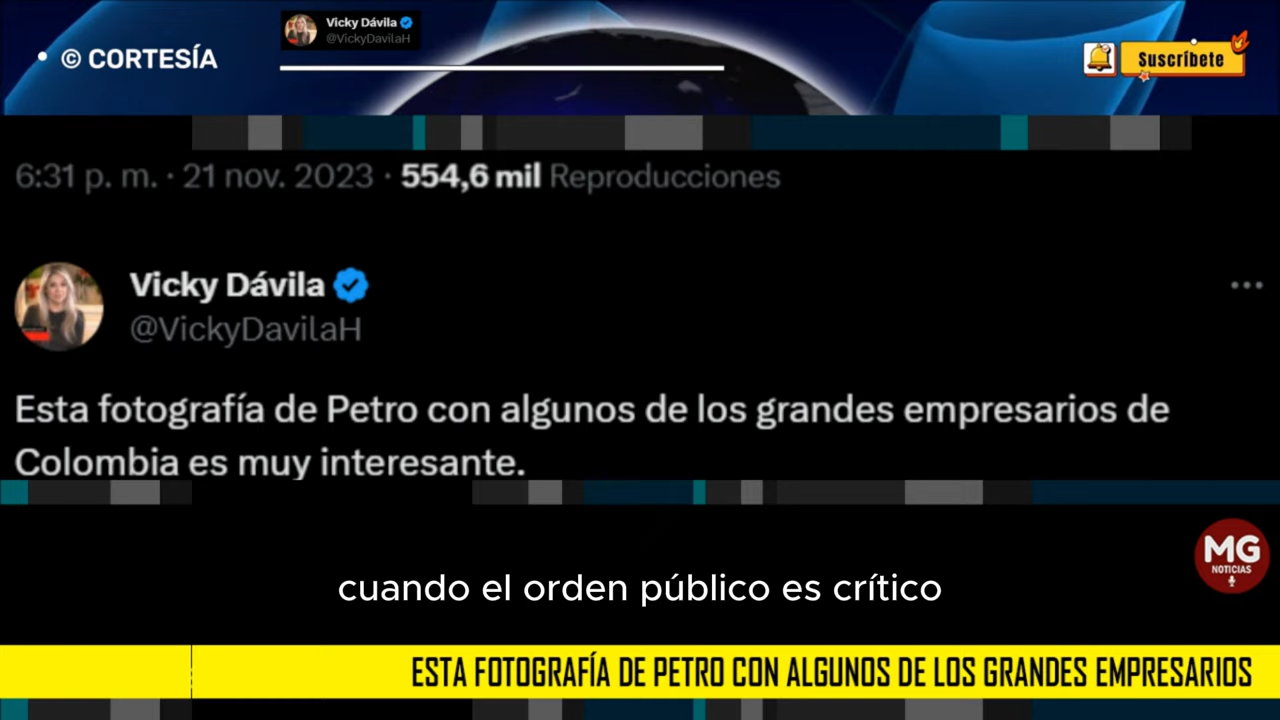 © CORTESÍA
Vicky Dávila
@VickyDavilaH
Suscríbete
6:31 p. m. · 21 nov. 2023 · 554,6 mil Reproducciones
Vicky Dávila
@VickyDavilaH
Esta fotografía de Petro con algunos de los grandes empresarios de
Colombia es muy interesante.
MG
NOTICIAS
cuando el orden público es crítico
ESTA FOTOGRAFÍA DE PETRO CON ALGUNOS DE LOS GRANDES EMPRESARIOS